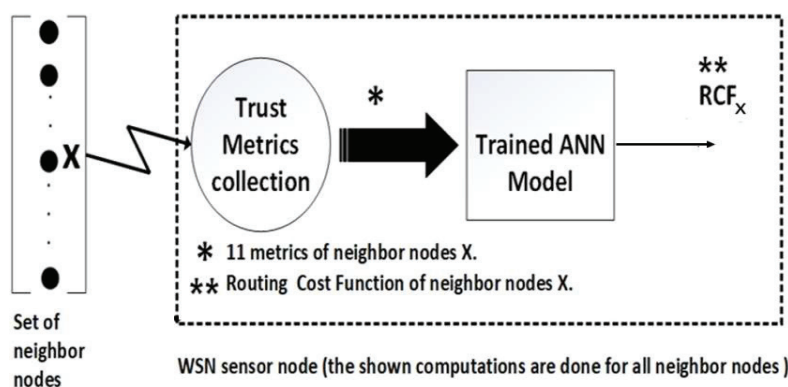 X
Trust
Metrics
collection
*
Trained ANN
Model
**
RCFx
* 11 metrics of neighbor nodes X.
** Routing Cost Function of neighbor nodes X.
Set of
neighbor
nodes
WSN sensor node (the shown computations are done for all neighbor nodes )